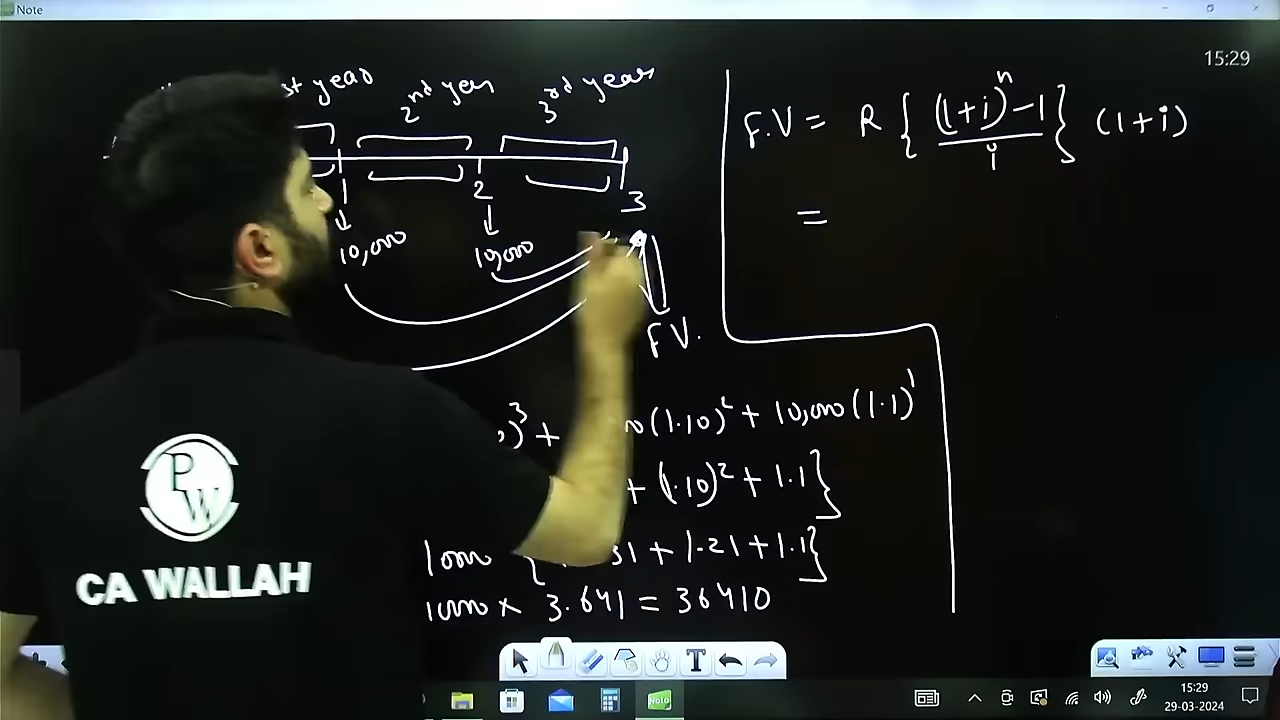 Note
15:29
st year
2nd year
3rd year
1
2
3
10,000
10,000
F.V.
F.V = R { (1+i)^n - 1 / i } (1+i)
=
)³ + (1.10)² + 10,000 (1.1)¹
+ (1.10)² + 1.1}
{ 31 + 1.21 + 1.1}
× 3.641 = 36410
PW
CA WALLAH
T
Note
15:29
29-03-2024